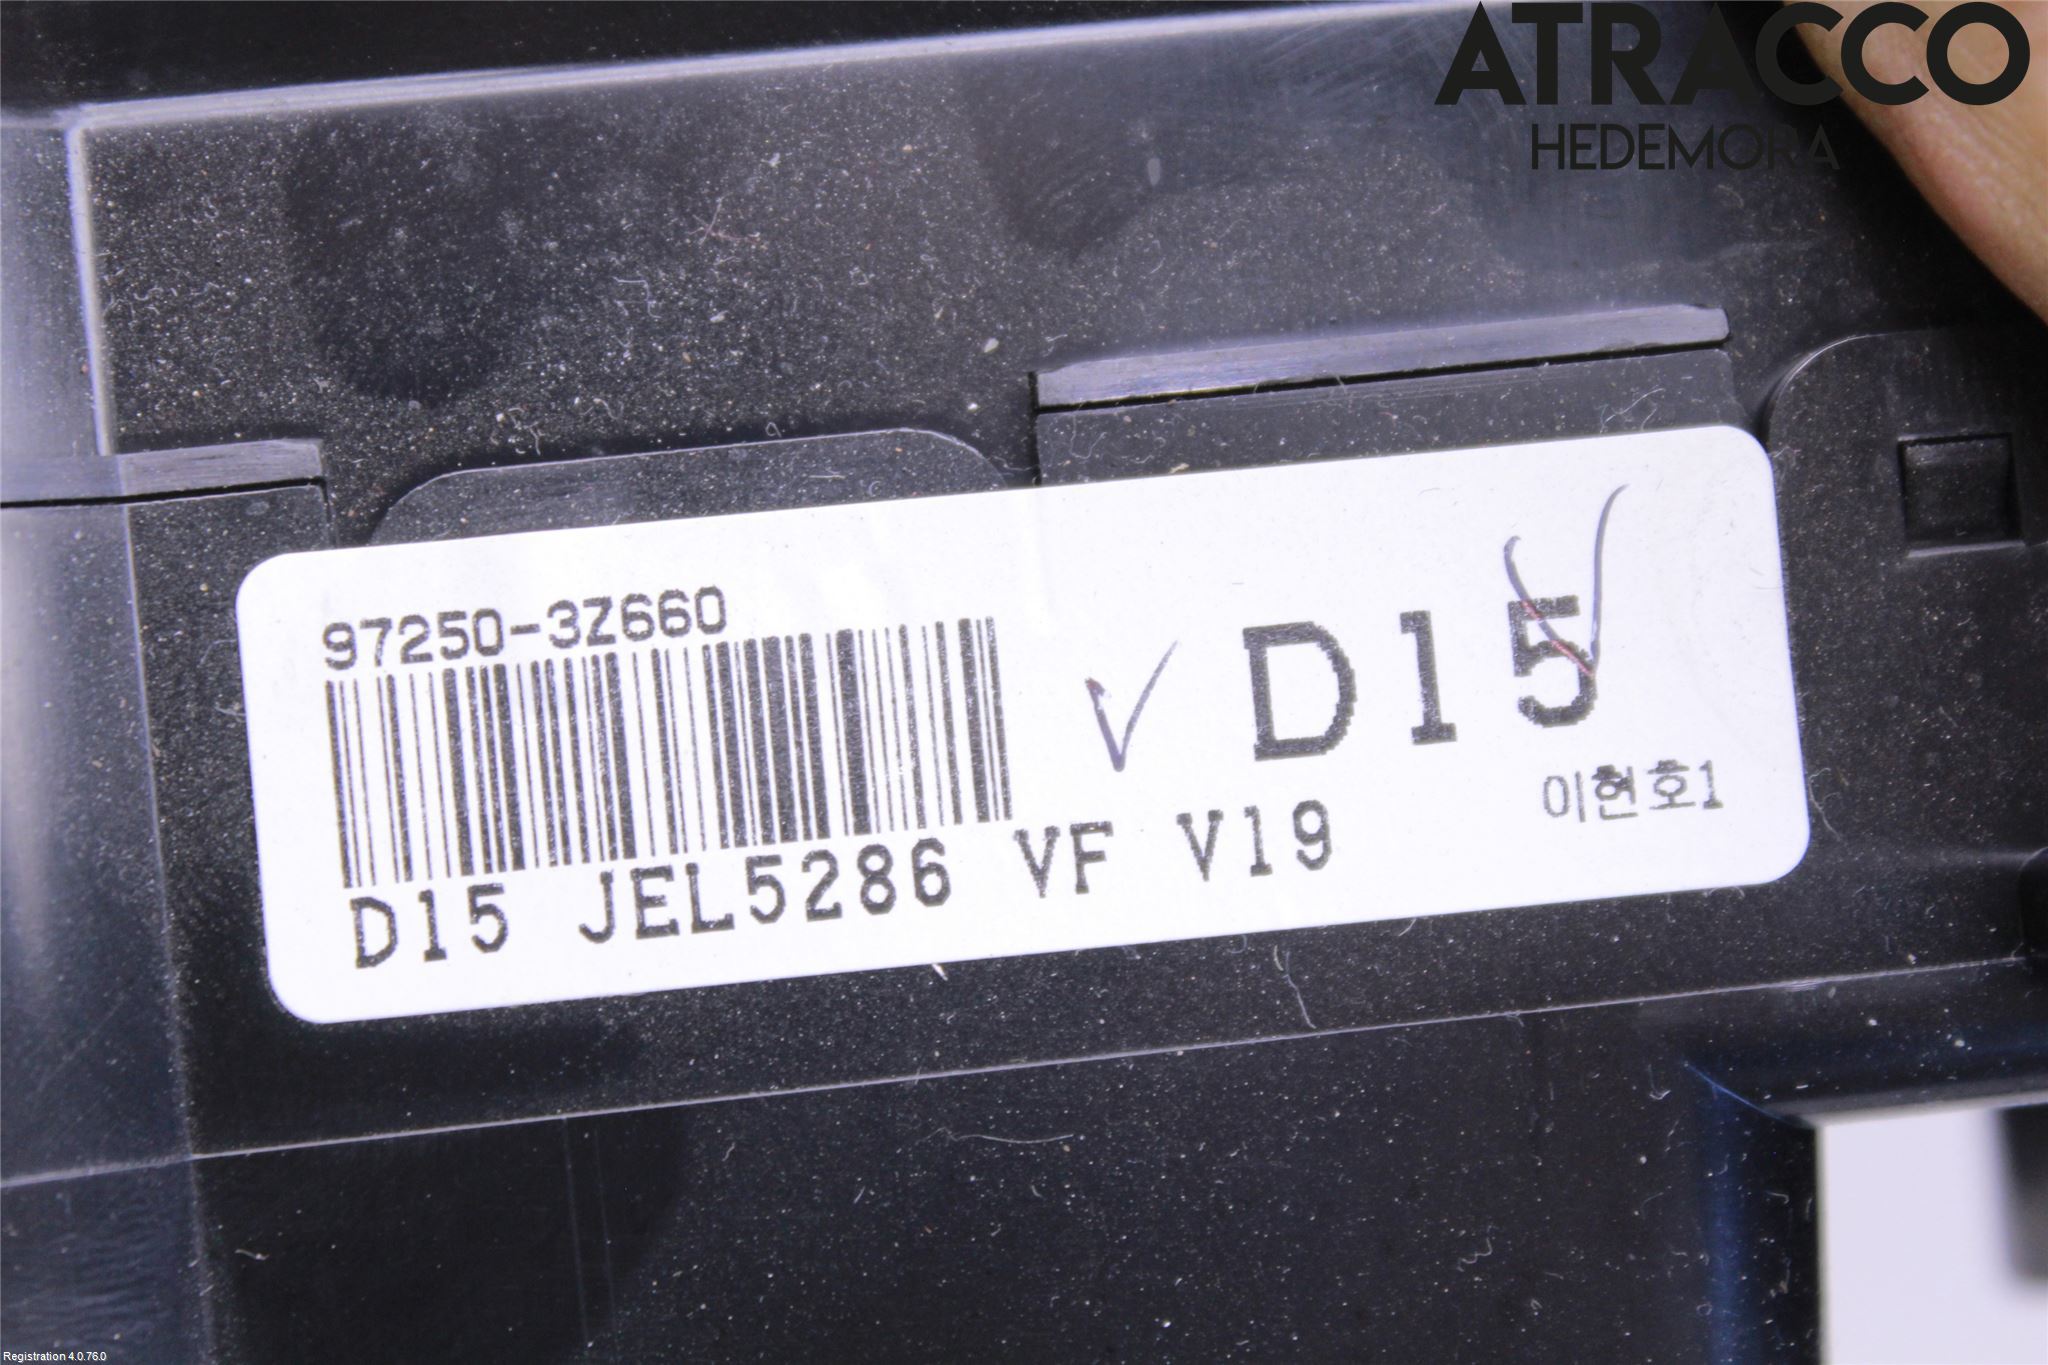 ATRACCO
HEDEMORA
97250-3Z660
D15
이현호1
D15 JEL5286 VF V19
Registration 4.0.76.0